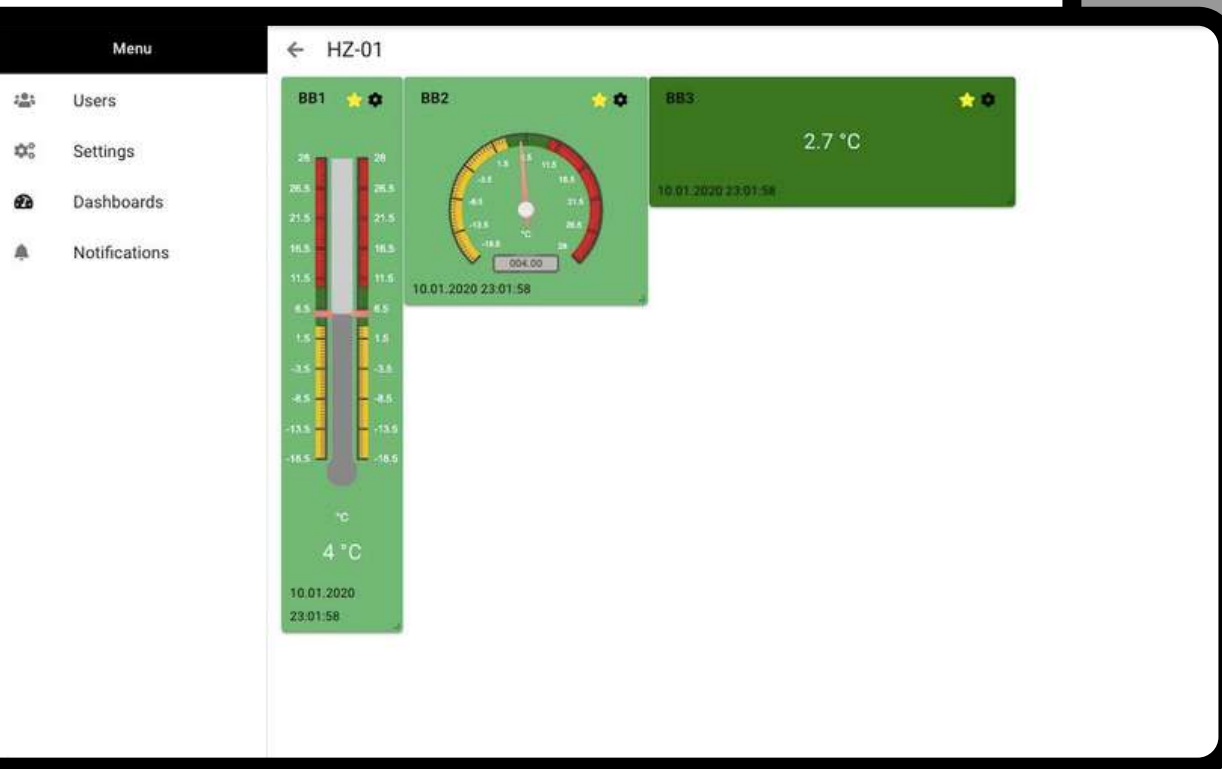 Menu
Users
Settings
Dashboards
Notifications
HZ-01
BB1
28 28
26.5 26.5
21.5 21.5
16.5 16.5
11.5 11.5
6.5 6.5
1.5 1.5
-3.5 -3.5
-8.5 -8.5
-13.5 -13.5
-18.5 -18.5
°C
4 °C
10.01.2020
23:01:58
BB2
1.5
11.5
-3.5
16.5
-8.5
21.5
-13.5
26.5
-18.5
28
°C
004.00
10.01.2020 23:01:58
BB3
2.7 °C
10.01.2020 23:01:58